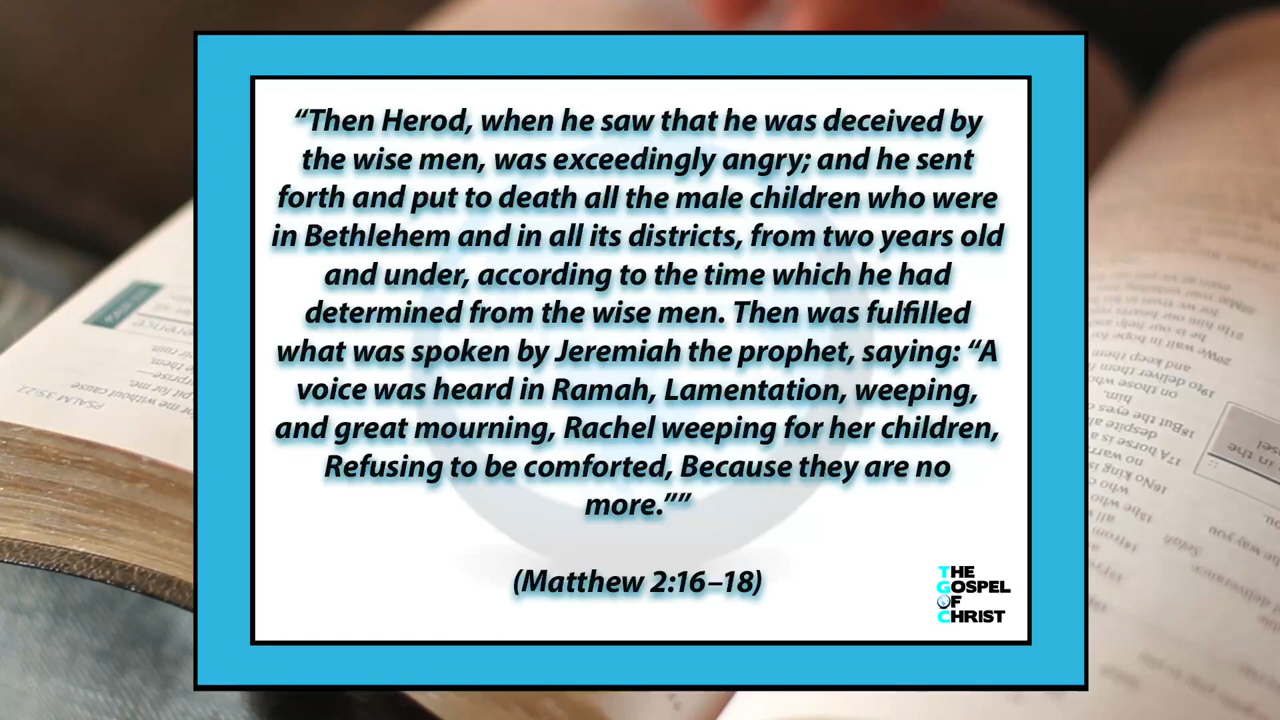 “Then Herod, when he saw that he was deceived by
the wise men, was exceedingly angry; and he sent
forth and put to death all the male children who were
in Bethlehem and in all its districts, from two years old
and under, according to the time which he had
determined from the wise men. Then was fulfilled
what was spoken by Jeremiah the prophet, saying: “A
voice was heard in Ramah, Lamentation, weeping,
and great mourning, Rachel weeping for her children,
Refusing to be comforted, Because they are no
more.””
(Matthew 2:16–18)
THE
GOSPEL
OF
CHRIST
PSALM 35:22